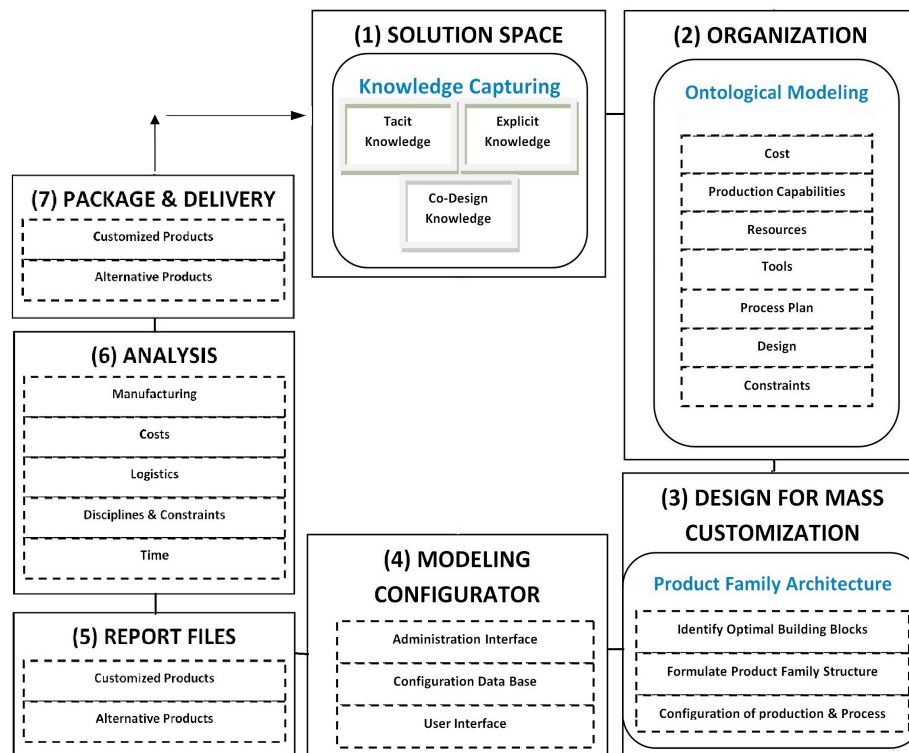 (1) SOLUTION SPACE
Knowledge Capturing
Tacit
Knowledge
Explicit
Knowledge
Co-Design
Knowledge
(2) ORGANIZATION
Ontological Modeling
Cost
Production Capabilities
Resources
Tools
Process Plan
Design
Constraints
(3) DESIGN FOR MASS
CUSTOMIZATION
Product Family Architecture
Identify Optimal Building Blocks
Formulate Product Family Structure
Configuration of production & Process
(4) MODELING
CONFIGURATOR
Administration Interface
Configuration Data Base
User Interface
(5) REPORT FILES
Customized Products
Alternative Products
(6) ANALYSIS
Manufacturing
Costs
Logistics
Disciplines & Constraints
Time
(7) PACKAGE & DELIVERY
Customized Products
Alternative Products